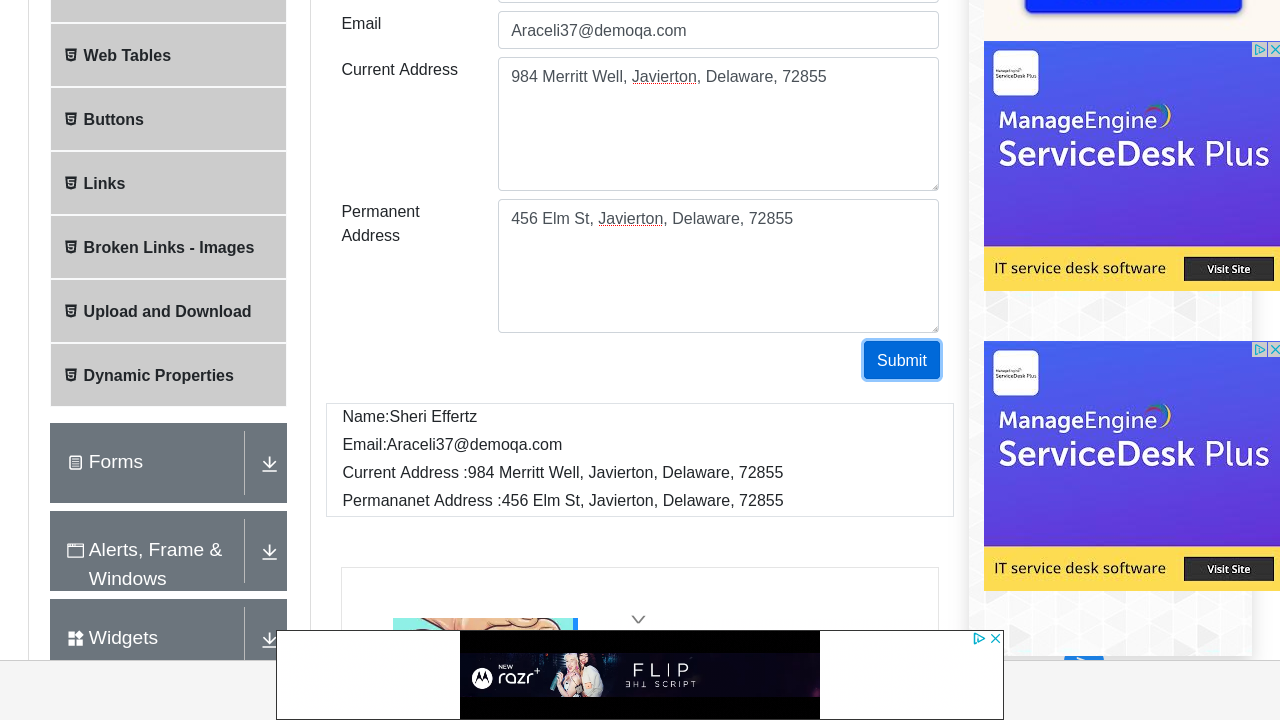 Email
Araceli37@demoqa.com
Web Tables
Current Address
984 Merritt Well, Javierton, Delaware, 72855
Buttons
Links
Permanent
Address
456 Elm St, Javierton, Delaware, 72855
Broken Links - Images
Upload and Download
Dynamic Properties
Submit
Name:Sheri Effertz
Email:Araceli37@demoqa.com
Current Address :984 Merritt Well, Javierton, Delaware, 72855
Permananet Address :456 Elm St, Javierton, Delaware, 72855
Forms
Alerts, Frame &
Windows
Widgets
ManageEngine
ServiceDesk Plus
IT service desk software
Visit Site
ManageEngine
ServiceDesk Plus
IT service desk software
Visit Site
NEW
razr+
FLIP
THE SCRIPT